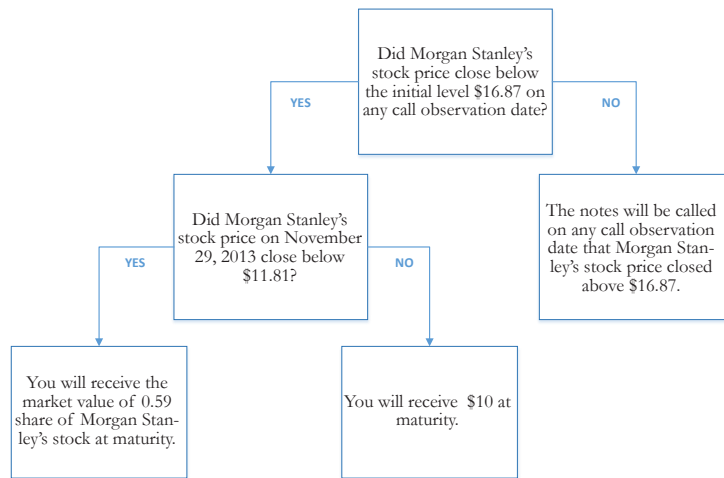 Did Morgan Stanley’s
stock price close below
the initial level $16.87 on
any call observation date?
YES
NO
Did Morgan Stanley’s
stock price on November
29, 2013 close below
$11.81?
The notes will be called
on any call observation
date that Morgan Stan-
ley’s stock price closed
above $16.87.
YES
NO
You will receive the
market value of 0.59
share of Morgan Stan-
ley’s stock at maturity.
You will receive $10 at
maturity.